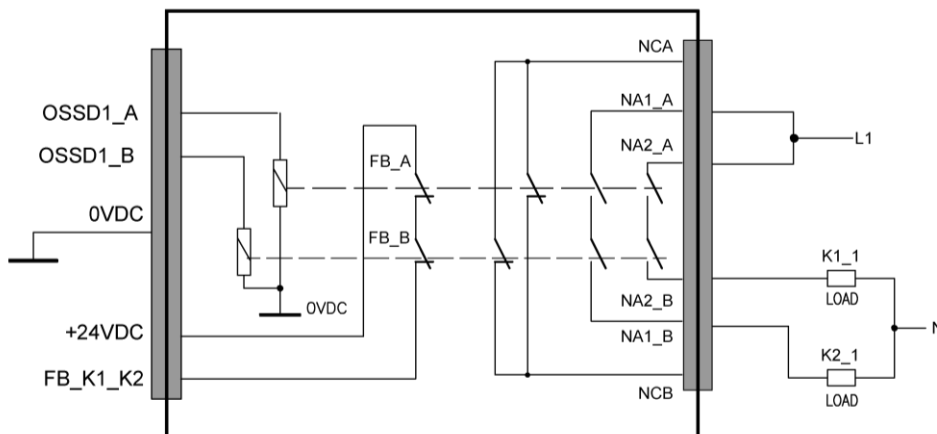 NCA
OSSD1_A
NA1_A
OSSD1_B
NA2_A
L1
FB_A
0VDC
FB_B
K1_1
LOAD
NA2_B
0VDC
N
+24VDC
NA1_B
K2_1
FB_K1_K2
NCB
LOAD